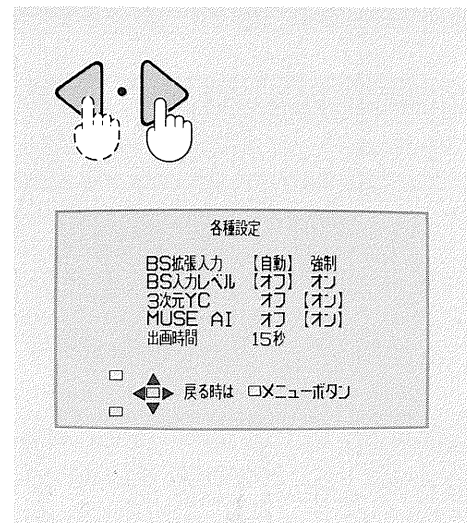 各種設定
BS拡張入力 【自動】 強制
BS入力レベル 【オフ】 オン
3次元YC オフ 【オン】
MUSE AI オフ 【オン】
出画時間 15秒
戻る時は □メニューボタン